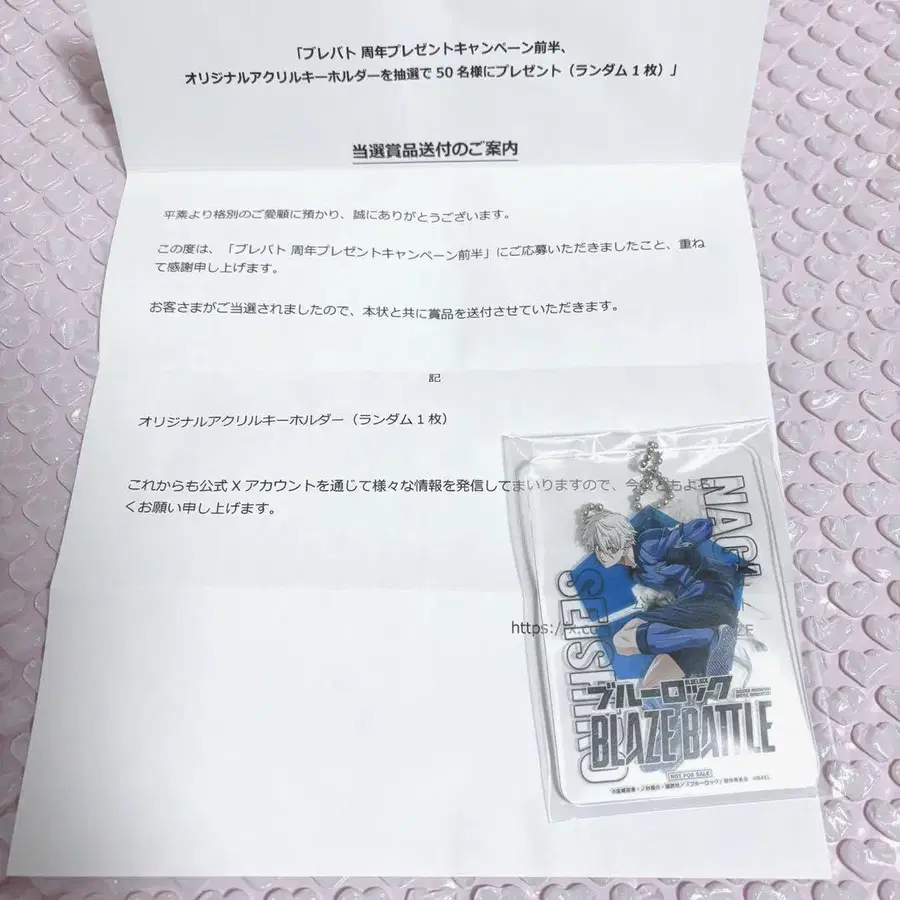 「ブレバト 周年プレゼントキャンペーン前半、
オリジナルアクリルキーホルダーを抽選で 50 名様にプレゼント（ランダム 1 枚）」
当選賞品送付のご案内
平素より格別のご愛顧に預かり、誠にありがとうございます。
この度は、「ブレバト 周年プレゼントキャンペーン前半」にご応募いただきましたこと、重ね
て感謝申し上げます。
お客さまがご当選されましたので、本状と共に賞品を送付させていただきます。
記
オリジナルアクリルキーホルダー（ランダム 1 枚）
これからも公式 X アカウントを通じて様々な情報を発信してまいりますので、今後ともよろし
くお願い申し上げます。
https://x.co
NAGI
SEISHIRO
BLUELOCK
ブルーロック
BLAZE BATTLE
NOT FOR SALE